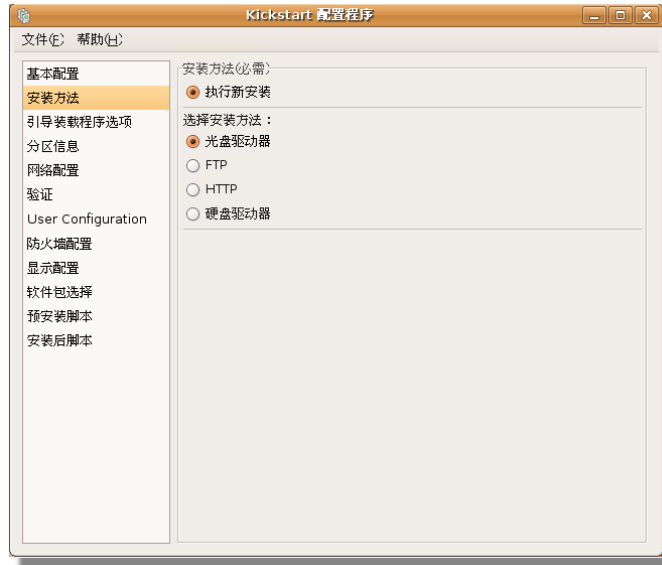 Kickstart 配置程序
文件(F) 帮助(H)
基本配置
安装方法
引导装载程序选项
分区信息
网络配置
验证
User Configuration
防火墙配置
显示配置
软件包选择
预安装脚本
安装后脚本
安装方法(必需)
执行新安装
选择安装方法：
光盘驱动器
FTP
HTTP
硬盘驱动器